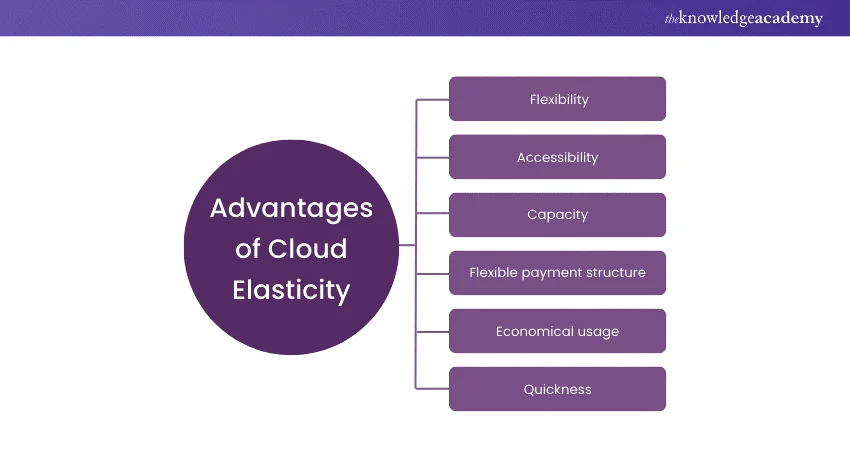 theknowledgeacademy
Advantages
of Cloud
Elasticity
Flexibility
Accessibility
Capacity
Flexible payment structure
Economical usage
Quickness